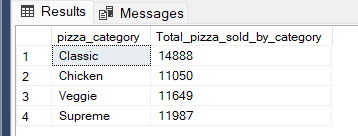 Results Messages
pizza_category Total_pizza_sold_by_category
1 Classic 14888
2 Chicken 11050
3 Veggie 11649
4 Supreme 11987